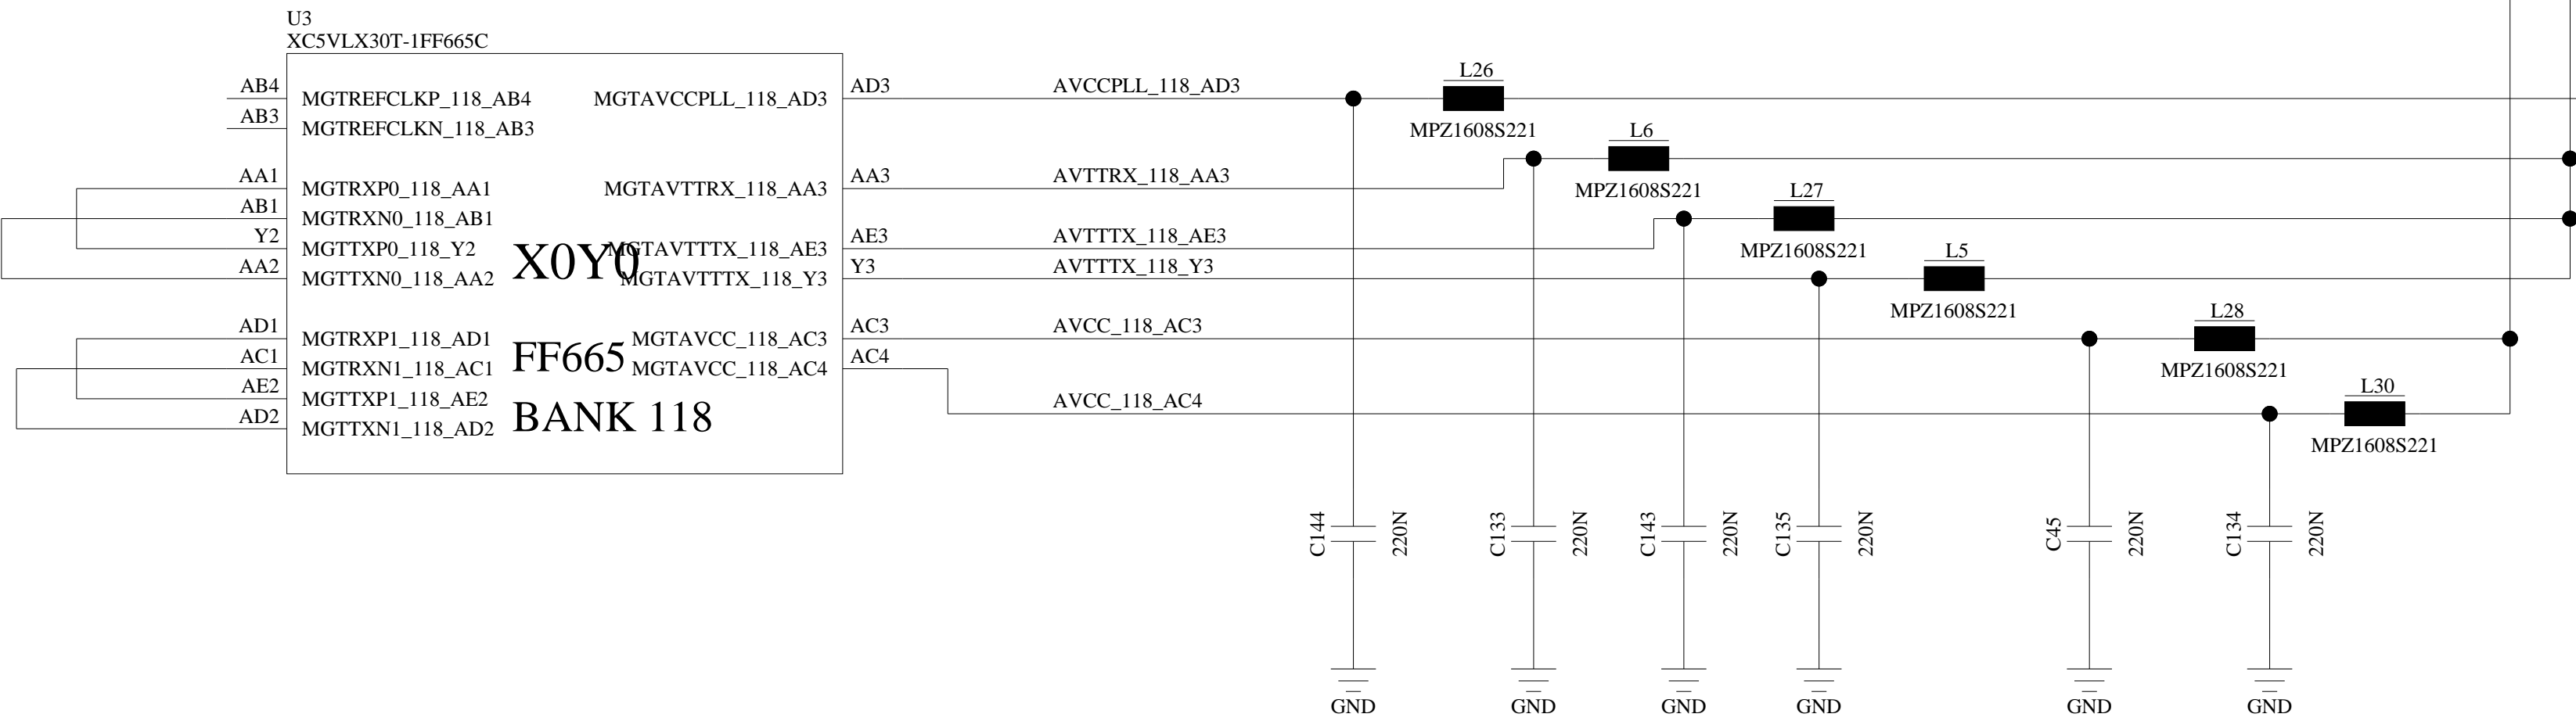 U3
XC5VLX30T-1FF665C
AB4 MGTREFCLKP_118_AB4 MGTAVCCPLL_118_AD3 AD3 AVCCPLL_118_AD3 L26
AB3 MGTREFCLKN_118_AB3 MPZ1608S221 L6
AA1 MGTRXP0_118_AA1 MGTAVTTRX_118_AA3 AA3 AVTTRX_118_AA3 MPZ1608S221 L27
AB1 MGTRXN0_118_AB1
Y2 MGTTXP0_118_Y2 MGTAVTTTX_118_AE3 AE3 AVTTTX_118_AE3 MPZ1608S221 L5
X0Y0
AA2 MGTTXN0_118_AA2 MGTAVTTTX_118_Y3 Y3 AVTTTX_118_Y3
MPZ1608S221 L28
AD1 MGTRXP1_118_AD1 MGTAVCC_118_AC3 AC3 AVCC_118_AC3
FF665
AC1 MGTRXN1_118_AC1 MGTAVCC_118_AC4 AC4 MPZ1608S221
AE2 MGTTXP1_118_AE2 AVCC_118_AC4 L30
BANK 118
AD2 MGTTXN1_118_AD2 MPZ1608S221
C144 220N C133 220N C143 220N C135 220N C45 220N C134 220N
GND GND GND GND GND GND